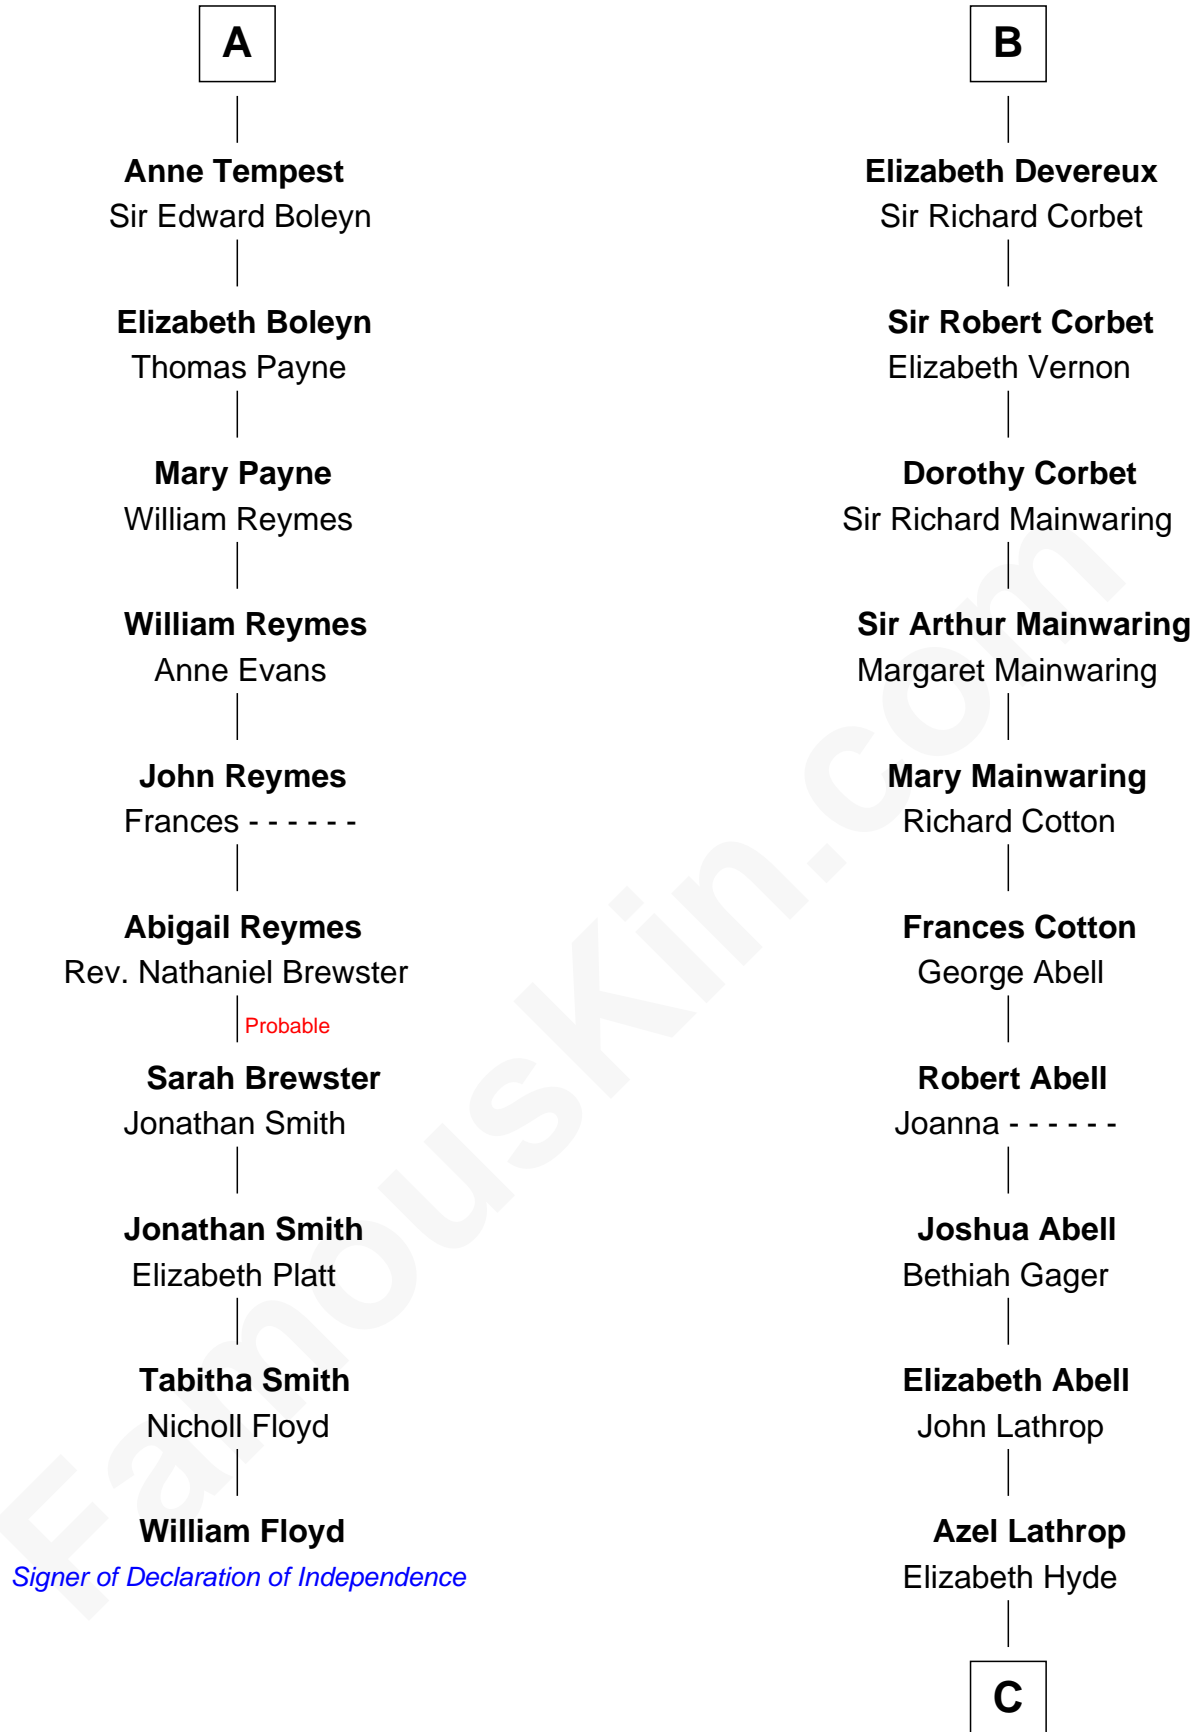 A
Anne Tempest
Sir Edward Boleyn
Elizabeth Boleyn
Thomas Payne
Mary Payne
William Reymes
William Reymes
Anne Evans
John Reymes
Frances - - - - - -
Abigail Reymes
Rev. Nathaniel Brewster
Probable
Sarah Brewster
Jonathan Smith
Jonathan Smith
Elizabeth Platt
Tabitha Smith
Nicholl Floyd
William Floyd
Signer of Declaration of Independence
B
Elizabeth Devereux
Sir Richard Corbet
Sir Robert Corbet
Elizabeth Vernon
Dorothy Corbet
Sir Richard Mainwaring
Sir Arthur Mainwaring
Margaret Mainwaring
Mary Mainwaring
Richard Cotton
Frances Cotton
George Abell
Robert Abell
Joanna - - - - - -
Joshua Abell
Bethiah Gager
Elizabeth Abell
John Lathrop
Azel Lathrop
Elizabeth Hyde
C
FamousKin.com